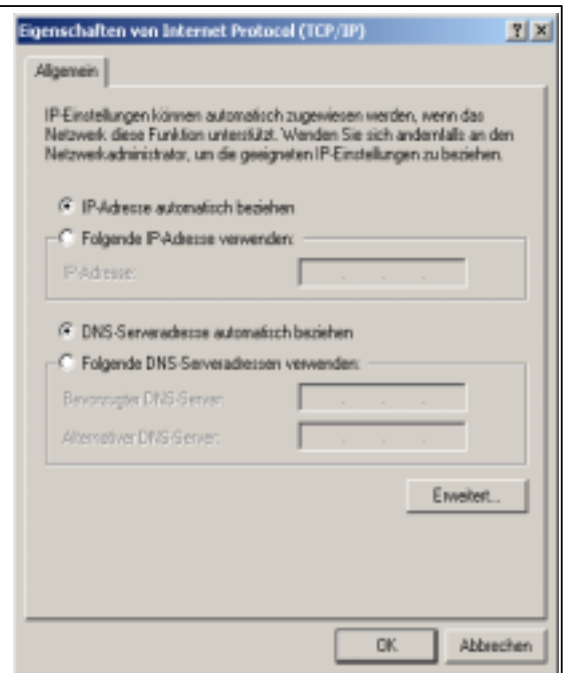 Eigenschaften von Internet Protocol (TCP/IP)
Allgemein
IP-Einstellungen können automatisch zugewiesen werden, wenn das
Netzwerk diese Funktion unterstützt. Wenden Sie sich andernfalls an den
Netzwerkadministrator, um die geeigneten IP-Einstellungen zu beziehen.
IP-Adresse automatisch beziehen
Folgende IP-Adresse verwenden:
IP-Adresse:
DNS-Serveradresse automatisch beziehen
Folgende DNS-Serveradressen verwenden:
Bevorzugter DNS-Server:
Alternativer DNS-Server:
Erweitert...
OK
Abbrechen